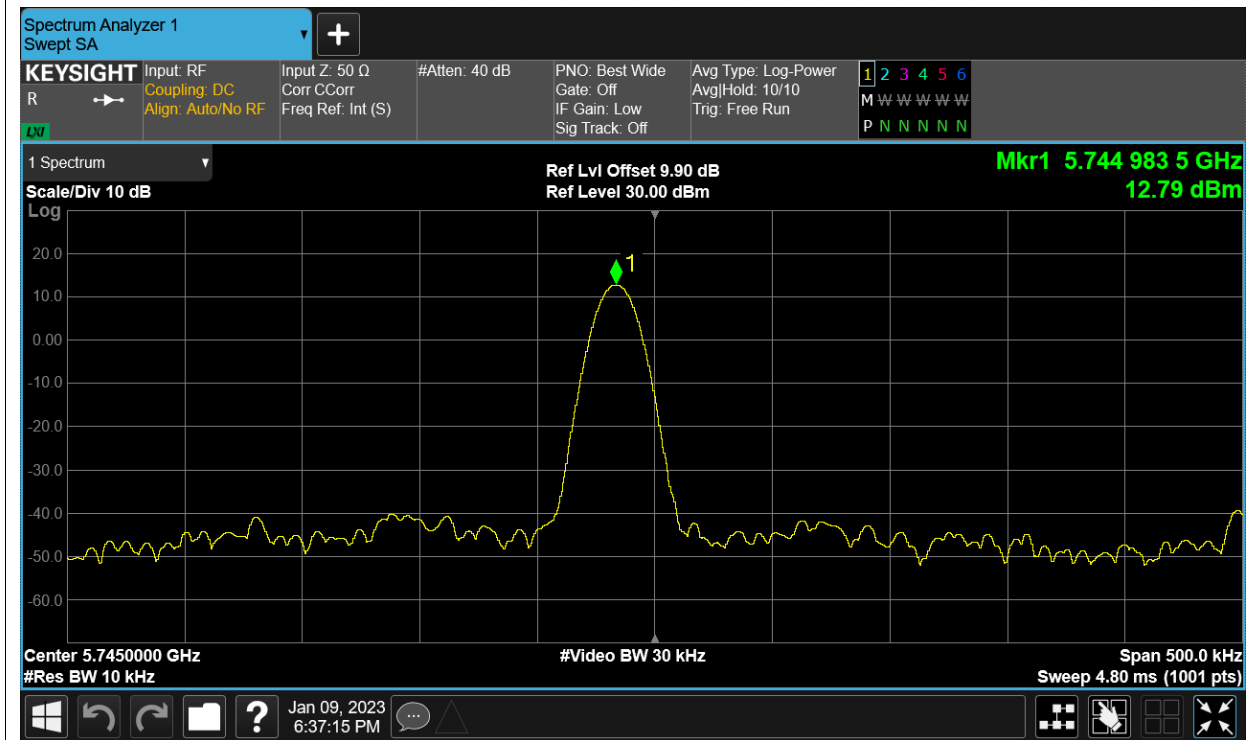 Spectrum Analyzer 1
Swept SA
KEYSIGHT
R
LXI
Input: RF
Coupling: DC
Align: Auto/No RF
Input Z: 50 Ω
Corr CCorr
Freq Ref: Int (S)
#Atten: 40 dB
PNO: Best Wide
Gate: Off
IF Gain: Low
Sig Track: Off
Avg Type: Log-Power
Avg|Hold: 10/10
Trig: Free Run
1 2 3 4 5 6
M W W W W W
P N N N N N
1 Spectrum
Scale/Div 10 dB
Log
Ref Lvl Offset 9.90 dB
Ref Level 30.00 dBm
Mkr1 5.744 983 5 GHz
12.79 dBm
1
20.0
10.0
0.00
-10.0
-20.0
-30.0
-40.0
-50.0
-60.0
Center 5.7450000 GHz
#Res BW 10 kHz
#Video BW 30 kHz
Span 500.0 kHz
Sweep 4.80 ms (1001 pts)
?
Jan 09, 2023
6:37:15 PM